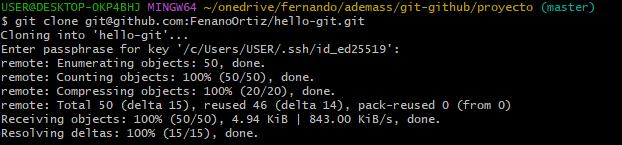 USER@DESKTOP-OKP4BHJ MINGW64 ~/onedrive/fernando/ademass/git-github/proyecto (master)
$ git clone git@github.com:FenanoOrtiz/hello-git.git
Cloning into 'hello-git'...
Enter passphrase for key '/c/Users/USER/.ssh/id_ed25519':
remote: Enumerating objects: 50, done.
remote: Counting objects: 100% (50/50), done.
remote: Compressing objects: 100% (20/20), done.
remote: Total 50 (delta 15), reused 46 (delta 14), pack-reused 0 (from 0)
Receiving objects: 100% (50/50), 4.94 KiB | 843.00 KiB/s, done.
Resolving deltas: 100% (15/15), done.